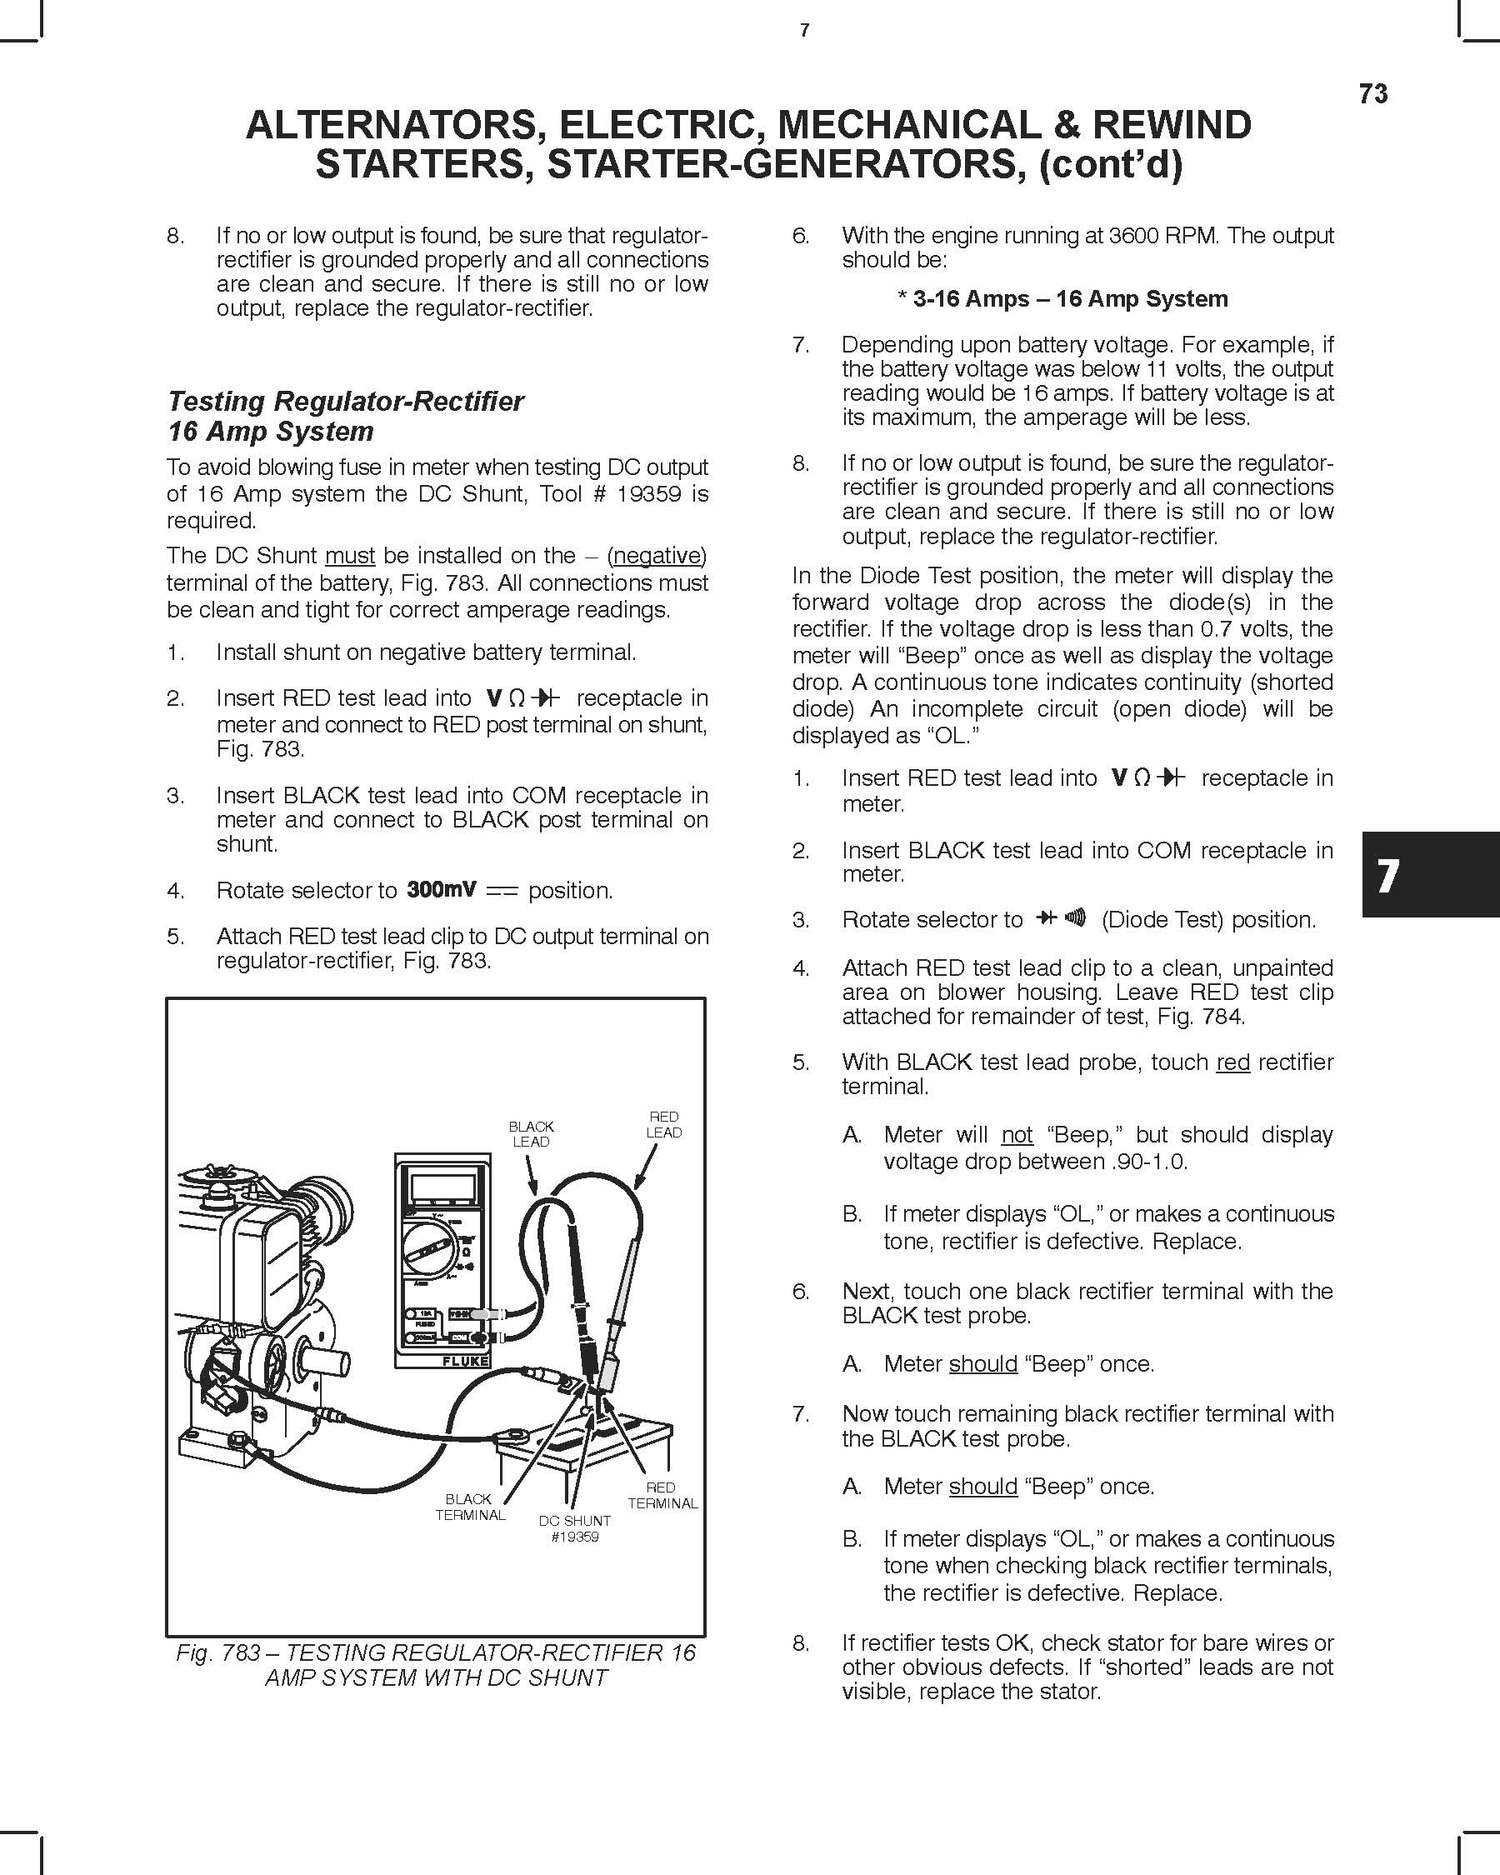 7
73
ALTERNATORS, ELECTRIC, MECHANICAL & REWIND
STARTERS, STARTER-GENERATORS, (cont’d)
8. If no or low output is found, be sure that regulator-
rectifier is grounded properly and all connections
are clean and secure. If there is still no or low
output, replace the regulator-rectifier.
Testing Regulator-Rectifier
16 Amp System
To avoid blowing fuse in meter when testing DC output
of 16 Amp system the DC Shunt, Tool # 19359 is
required.
The DC Shunt must be installed on the – (negative)
terminal of the battery, Fig. 783. All connections must
be clean and tight for correct amperage readings.
1. Install shunt on negative battery terminal.
2. Insert RED test lead into V Ω receptacle in
meter and connect to RED post terminal on shunt,
Fig. 783.
3. Insert BLACK test lead into COM receptacle in
meter and connect to BLACK post terminal on
shunt.
4. Rotate selector to 300mV position.
5. Attach RED test lead clip to DC output terminal on
regulator-rectifier, Fig. 783.
BLACK
LEAD
RED
LEAD
Ω
10A
FUSED
300mA
COM
FLUKE
BLACK
TERMINAL
DC SHUNT
#19359
RED
TERMINAL
Fig. 783 – TESTING REGULATOR-RECTIFIER 16
AMP SYSTEM WITH DC SHUNT
6. With the engine running at 3600 RPM. The output
should be:
* 3-16 Amps – 16 Amp System
7. Depending upon battery voltage. For example, if
the battery voltage was below 11 volts, the output
reading would be 16 amps. If battery voltage is at
its maximum, the amperage will be less.
8. If no or low output is found, be sure the regulator-
rectifier is grounded properly and all connections
are clean and secure. If there is still no or low
output, replace the regulator-rectifier.
In the Diode Test position, the meter will display the
forward voltage drop across the diode(s) in the
rectifier. If the voltage drop is less than 0.7 volts, the
meter will “Beep” once as well as display the voltage
drop. A continuous tone indicates continuity (shorted
diode) An incomplete circuit (open diode) will be
displayed as “OL.”
1. Insert RED test lead into V Ω receptacle in
meter.
2. Insert BLACK test lead into COM receptacle in
meter.
3. Rotate selector to (Diode Test) position.
4. Attach RED test lead clip to a clean, unpainted
area on blower housing. Leave RED test clip
attached for remainder of test, Fig. 784.
5. With BLACK test lead probe, touch red rectifier
terminal.
A. Meter will not “Beep,” but should display
voltage drop between .90-1.0.
B. If meter displays “OL,” or makes a continuous
tone, rectifier is defective. Replace.
6. Next, touch one black rectifier terminal with the
BLACK test probe.
A. Meter should “Beep” once.
7. Now touch remaining black rectifier terminal with
the BLACK test probe.
A. Meter should “Beep” once.
B. If meter displays “OL,” or makes a continuous
tone when checking black rectifier terminals,
the rectifier is defective. Replace.
8. If rectifier tests OK, check stator for bare wires or
other obvious defects. If “shorted” leads are not
visible, replace the stator.
7